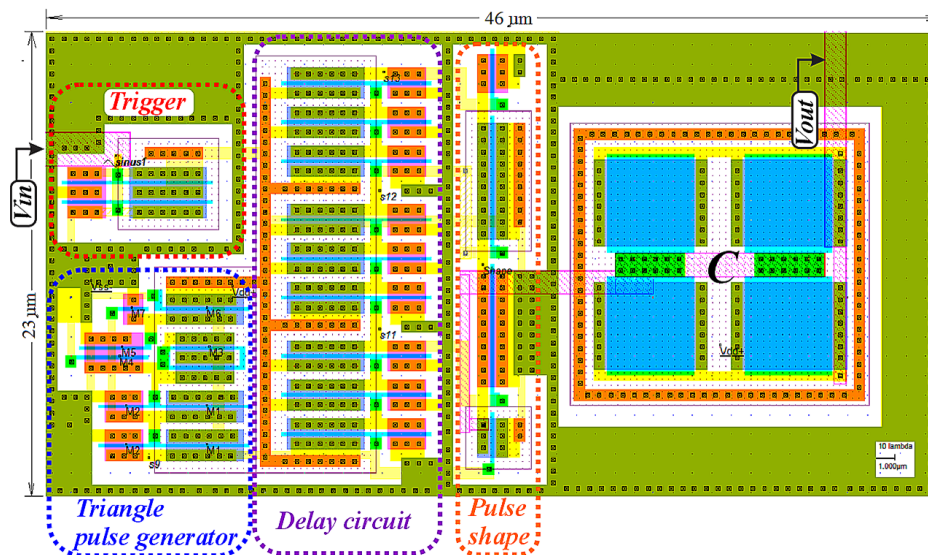 46 µm
Trigger
sinus1
Vin
23 µm
s13
s12
s11
Shape
Vout
C
Vdd+
Vss-
Vdd
M7
M6
M5
M4
M3
M2
M1
M2
M1
s9
10 lambda
1.000µm
Triangle
pulse generator
Delay circuit
Pulse
shape